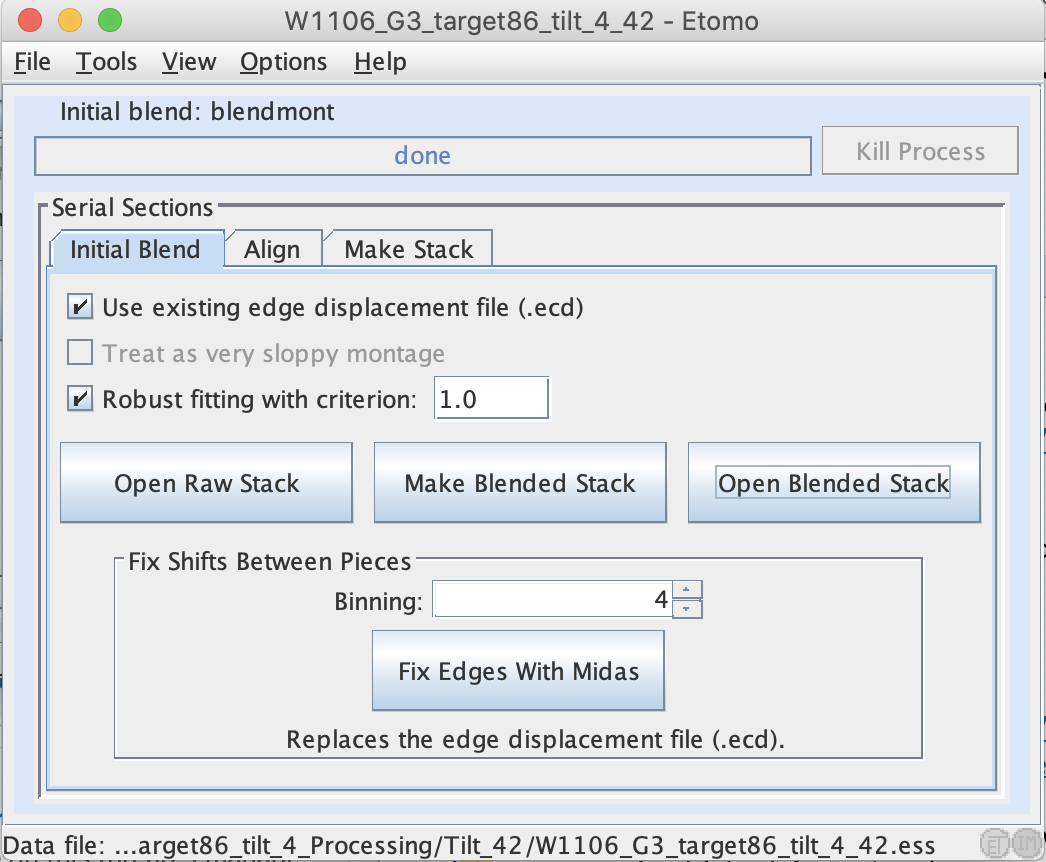 W1106_G3_target86_tilt_4_42 - Etomo
File Tools View Options Help
Initial blend: blendmont
done
Kill Process
Serial Sections
Initial Blend Align Make Stack
Use existing edge displacement file (.ecd)
Treat as very sloppy montage
Robust fitting with criterion: 1.0
Open Raw Stack Make Blended Stack Open Blended Stack
Fix Shifts Between Pieces
Binning: 4
Fix Edges With Midas
Replaces the edge displacement file (.ecd).
Data file: ...arget86_tilt_4_Processing/Tilt_42/W1106_G3_target86_tilt_4_42.ess